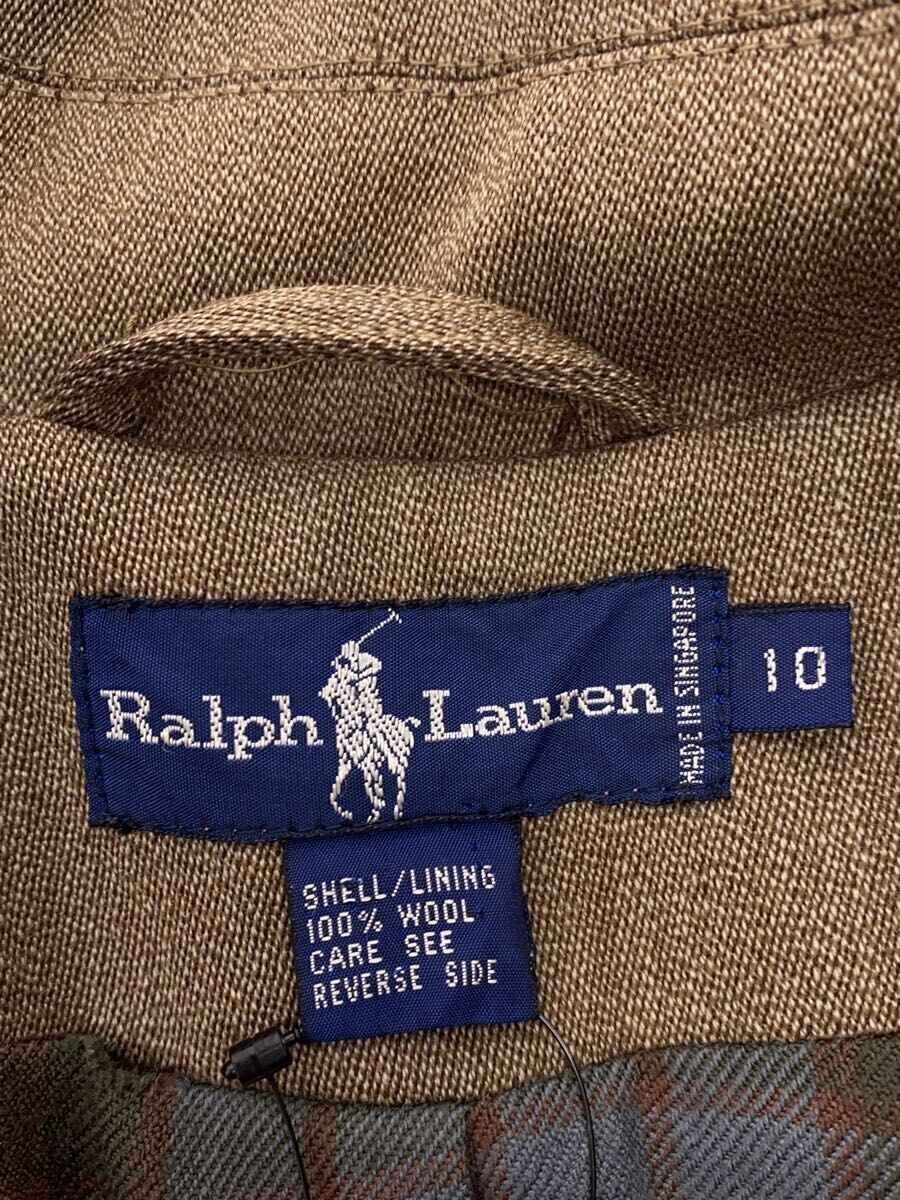 Ralph Lauren
MADE IN SINGAPORE
10
SHELL/LINING
100% WOOL
CARE SEE
REVERSE SIDE